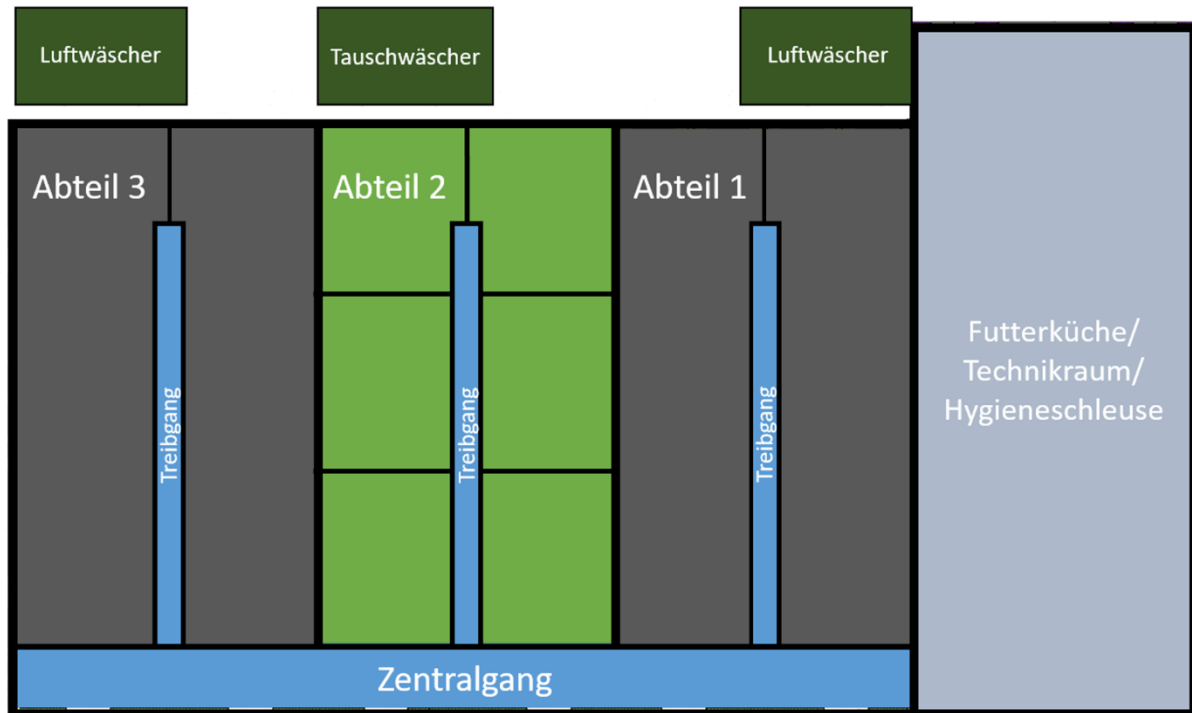 Luftwäscher
Tauschwäscher
Luftwäscher
Abteil 3
Abteil 2
Abteil 1
Treibgang
Treibgang
Treibgang
Futterküche/
Technikraum/
Hygieneschleuse
Zentralgang